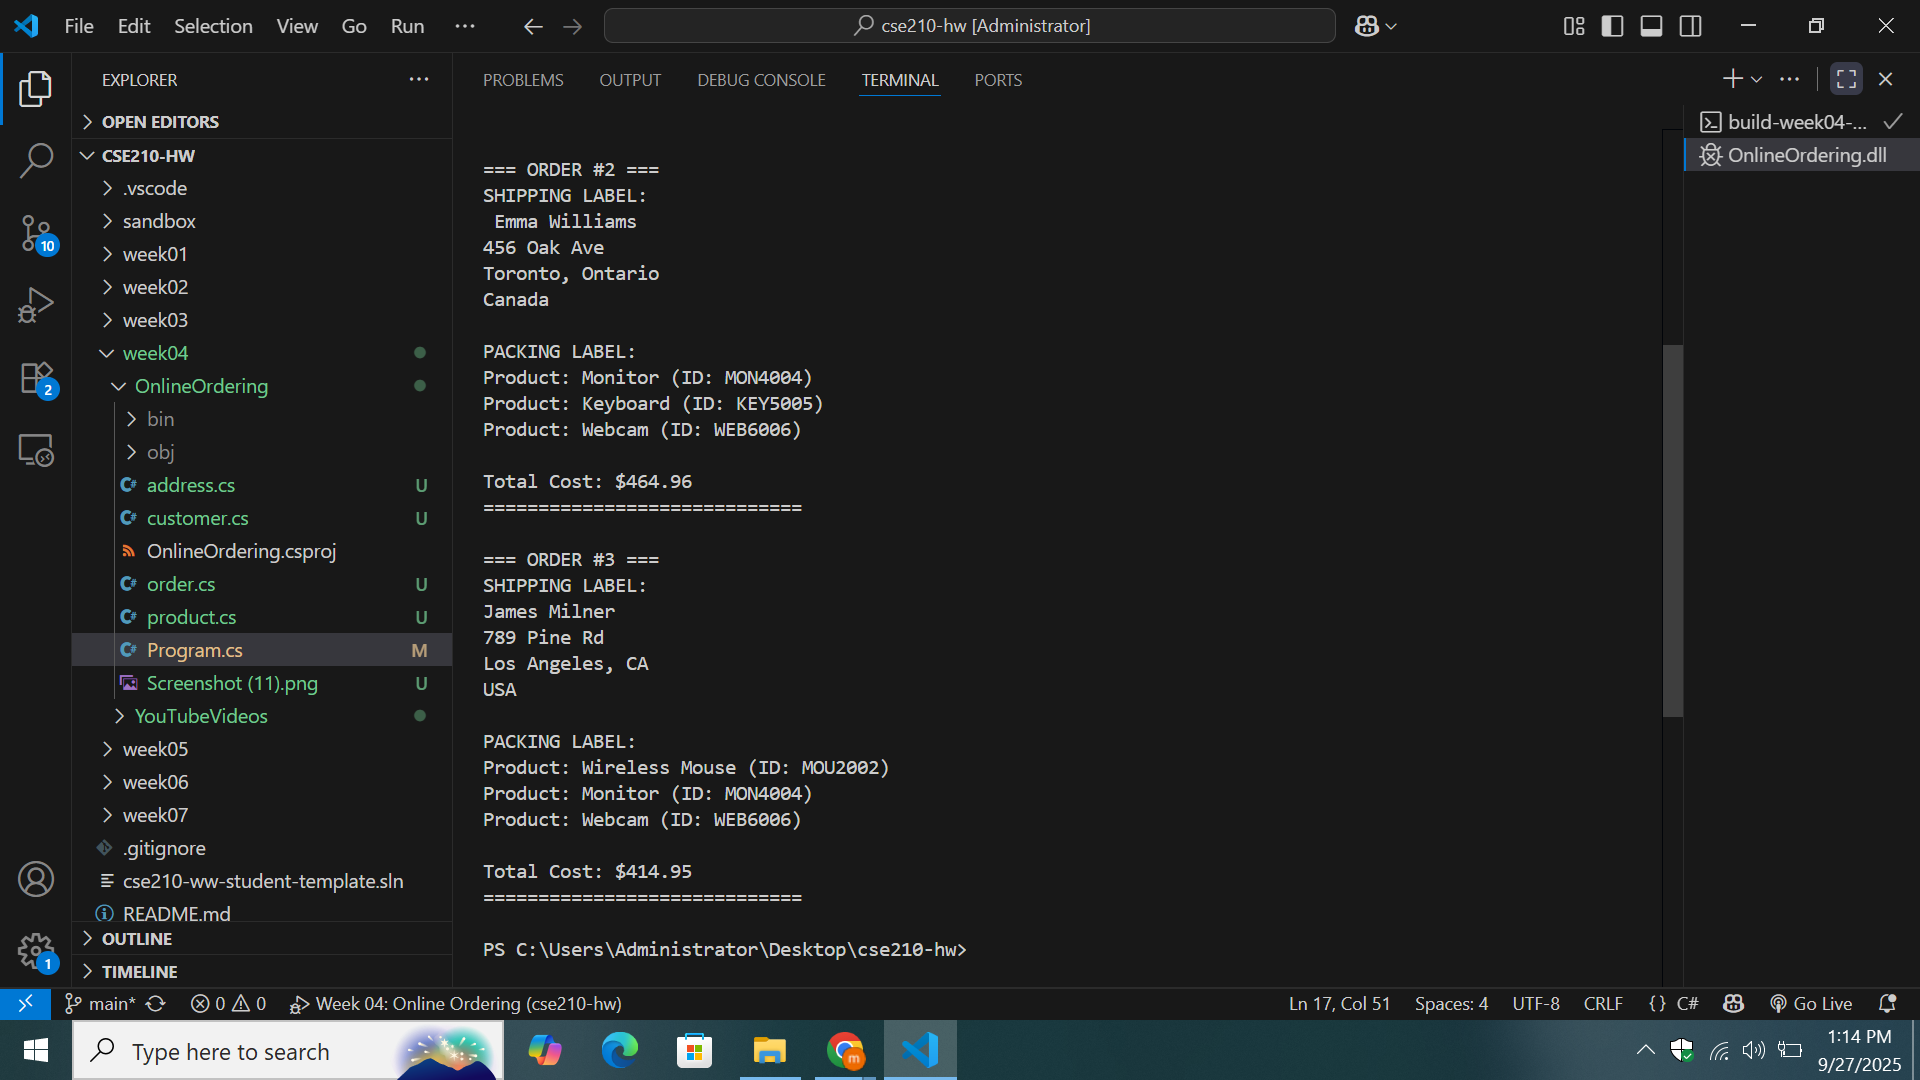 File Edit Selection View Go Run ···
cse210-hw [Administrator]
EXPLORER
OPEN EDITORS
CSE210-HW
.vscode
sandbox
week01
week02
week03
week04
OnlineOrdering
bin
obj
address.cs U
customer.cs U
OnlineOrdering.csproj
order.cs U
product.cs U
Program.cs M
Screenshot (11).png U
YouTubeVideos
week05
week06
week07
.gitignore
cse210-ww-student-template.sln
README.md
OUTLINE
TIMELINE
10
2
1
PROBLEMS OUTPUT DEBUG CONSOLE TERMINAL PORTS
=== ORDER #2 ===
SHIPPING LABEL:
 Emma Williams
456 Oak Ave
Toronto, Ontario
Canada
PACKING LABEL:
Product: Monitor (ID: MON4004)
Product: Keyboard (ID: KEY5005)
Product: Webcam (ID: WEB6006)
Total Cost: $464.96
=============================
=== ORDER #3 ===
SHIPPING LABEL:
James Milner
789 Pine Rd
Los Angeles, CA
USA
PACKING LABEL:
Product: Wireless Mouse (ID: MOU2002)
Product: Monitor (ID: MON4004)
Product: Webcam (ID: WEB6006)
Total Cost: $414.95
=============================
PS C:\Users\Administrator\Desktop\cse210-hw>
build-week04-...
OnlineOrdering.dll
main* 0 0 Week 04: Online Ordering (cse210-hw)
Ln 17, Col 51 Spaces: 4 UTF-8 CRLF {} C# Go Live
Type here to search
m
1:14 PM
9/27/2025